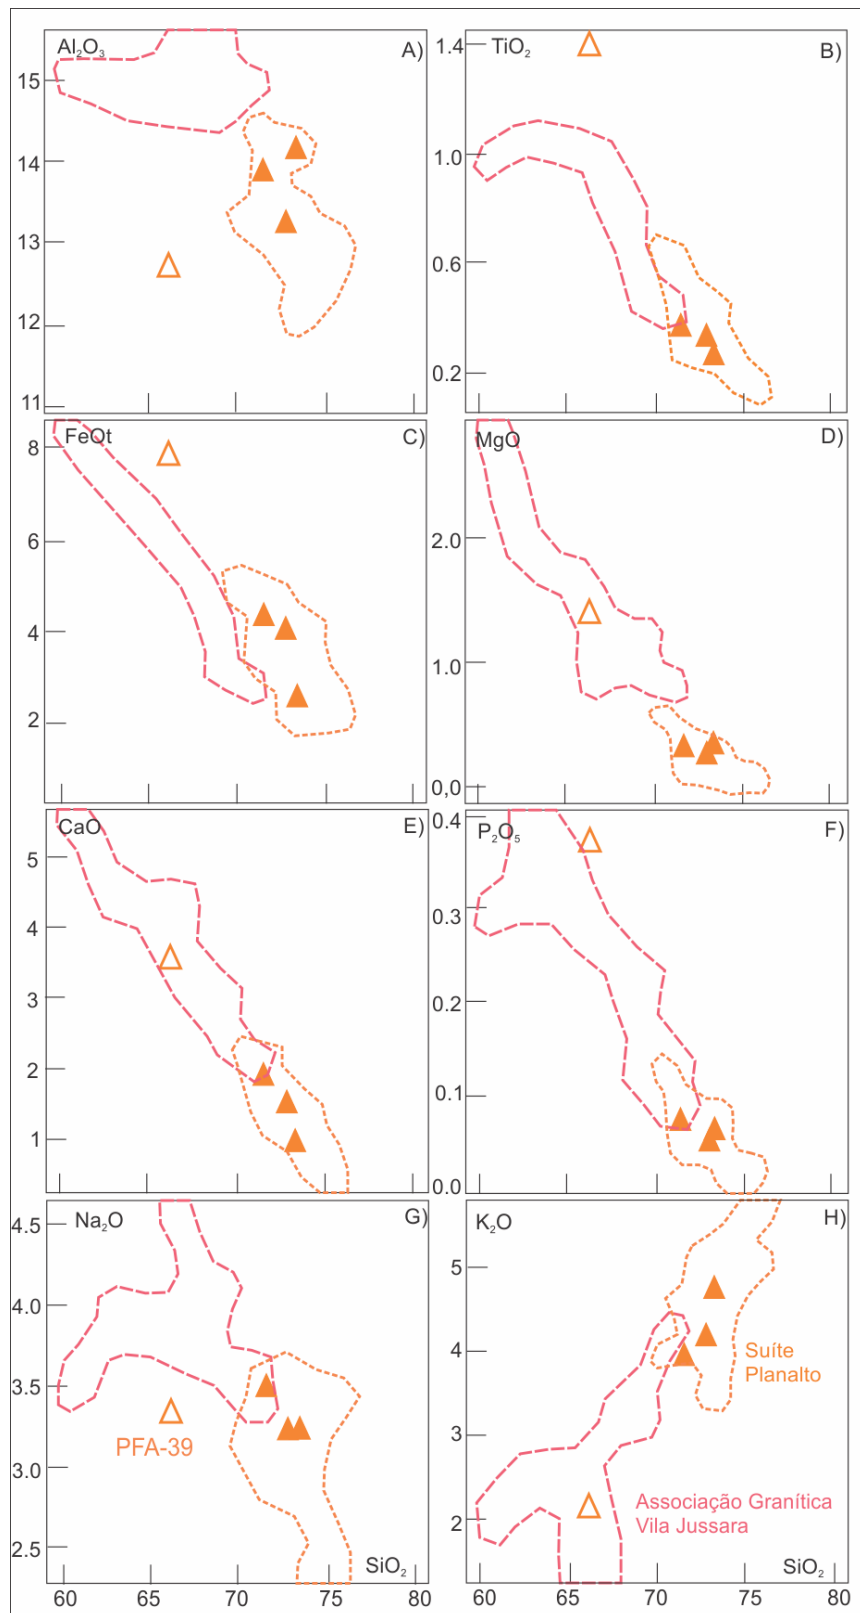 Al₂O₃ A)
15
14
13
12
11
TiO₂ B)
1.4
1.0
0.6
0.2
FeOt C)
8
6
4
2
MgO D)
2.0
1.0
0,0
CaO E)
5
4
3
2
1
P₂O₅ F)
0.4
0.3
0.2
0.1
0.0
Na₂O G)
4.5
4.0
3.5
3.0
2.5
PFA-39
SiO₂
60 65 70 75 80
K₂O H)
5
4
3
2
Suíte
Planalto
Associação Granítica
Vila Jussara
SiO₂
60 65 70 75 80